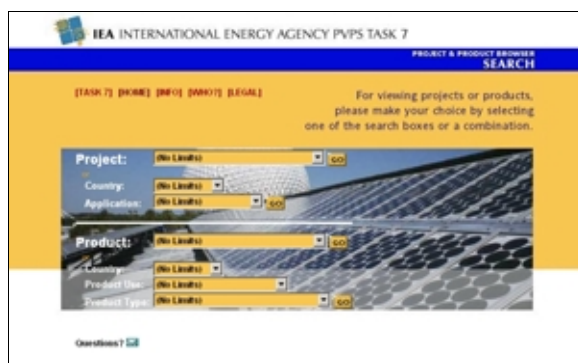 IEA INTERNATIONAL ENERGY AGENCY PVPS TASK 7
PROJECT & PRODUCT BROWSER
SEARCH
[TASK 7] [HOME] [INFO] [WHO?] [LEGAL]
For viewing projects or products,
please make your choice by selecting
one of the search boxes or a combination.
Project: (No Limits) GO
Country: (No Limits)
Application: (No Limits) GO
Product: (No Limits) GO
Country: (No Limits)
Product Use: (No Limits)
Product Type: (No Limits) GO
Questions?